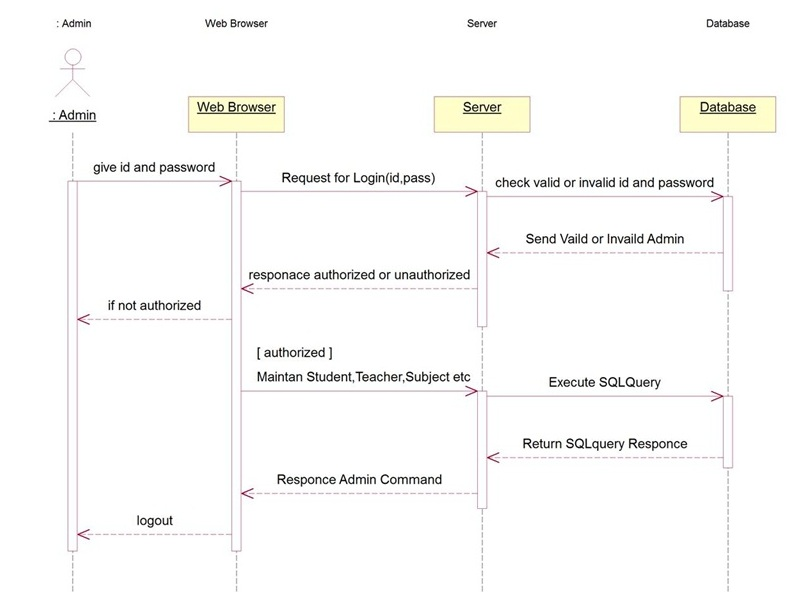 : Admin
Web Browser
Server
Database
: Admin
Web Browser
Server
Database
give id and password
Request for Login(id,pass)
check valid or invalid id and password
Send Vaild or Invaild Admin
responace authorized or unauthorized
if not authorized
[ authorized ]
Maintan Student,Teacher,Subject etc
Execute SQLQuery
Return SQLquery Responce
Responce Admin Command
logout